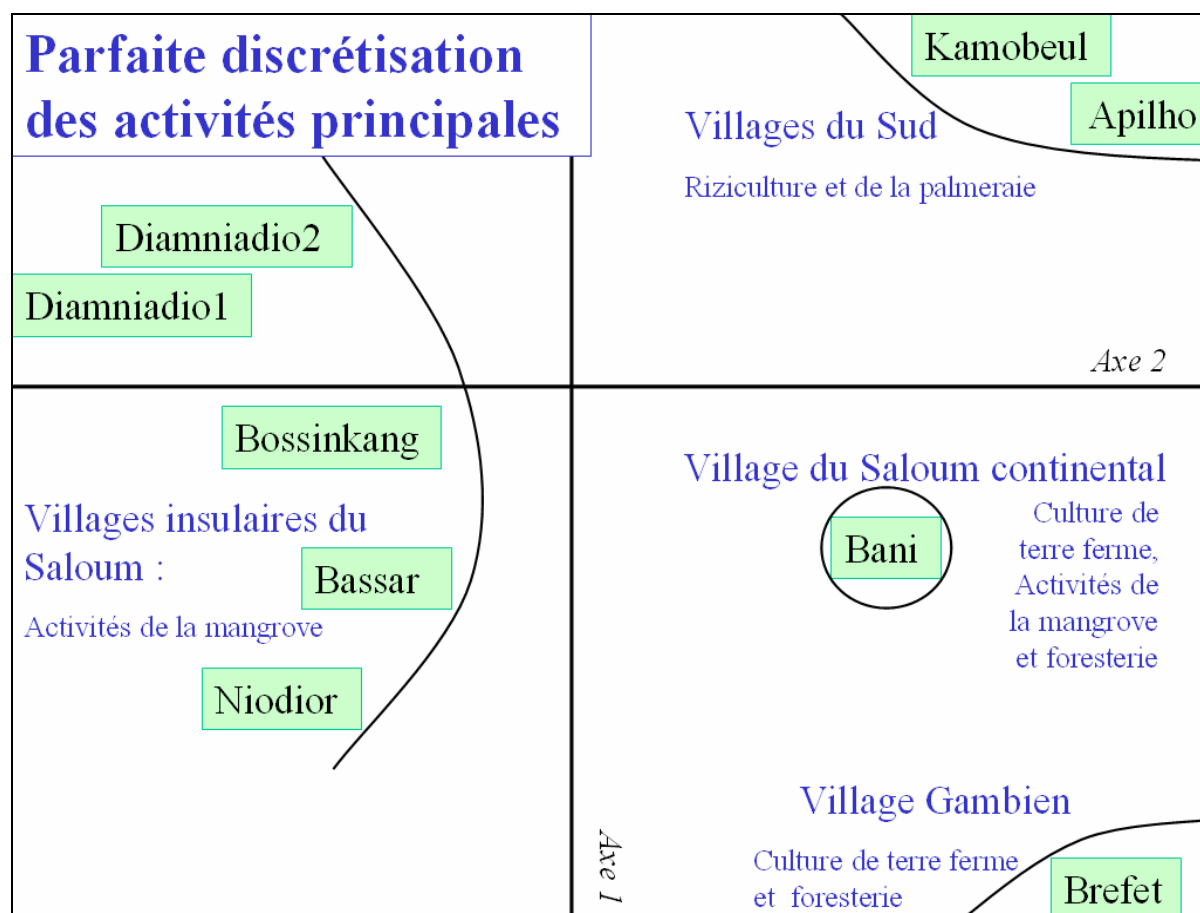 Parfaite discrétisation
des activités principales
Kamobeul
Apilho
Villages du Sud
Riziculture et de la palmeraie
Diamniadio2
Diamniadio1
Axe 2
Bossinkang
Villages insulaires du
Saloum :
Bassar
Activités de la mangrove
Niodior
Village du Saloum continental
Bani
Culture de
terre ferme,
Activités de
la mangrove
et foresterie
Village Gambien
Culture de terre ferme
et foresterie
Brefet
Axe 1